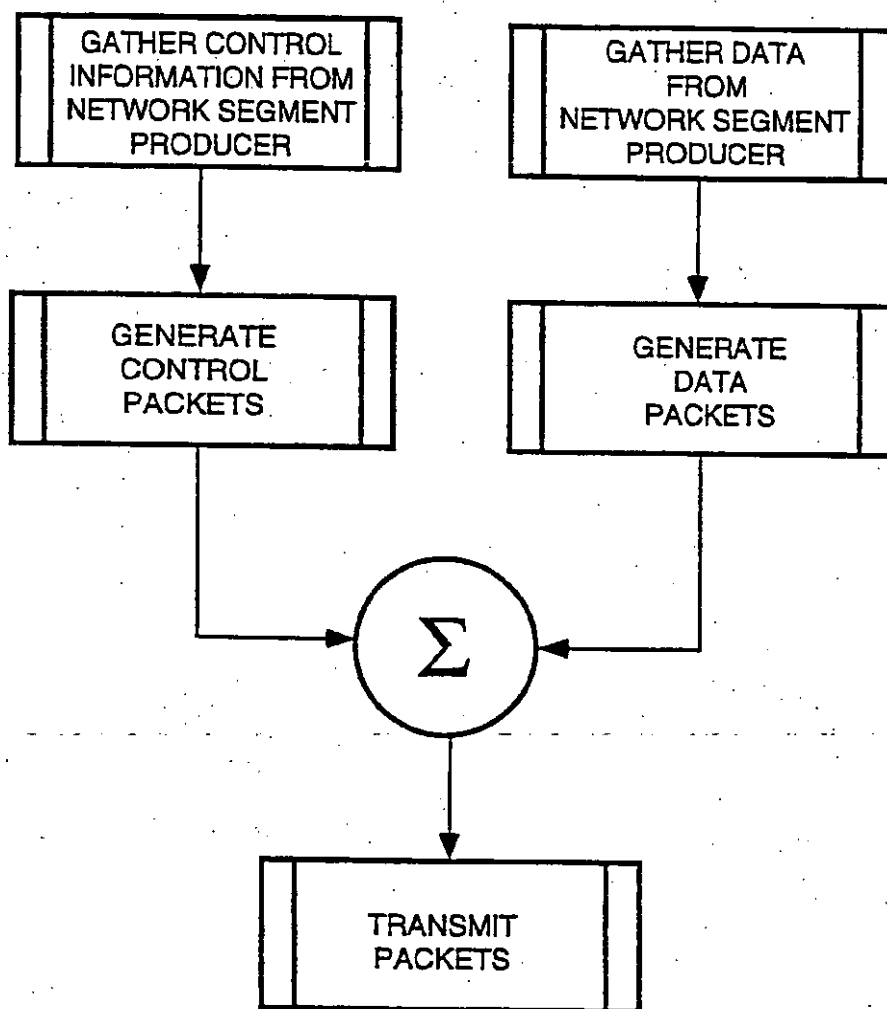 GATHER CONTROL
INFORMATION FROM
NETWORK SEGMENT
PRODUCER
GATHER DATA
FROM
NETWORK SEGMENT
PRODUCER
GENERATE
CONTROL
PACKETS
GENERATE
DATA
PACKETS
Σ
TRANSMIT
PACKETS